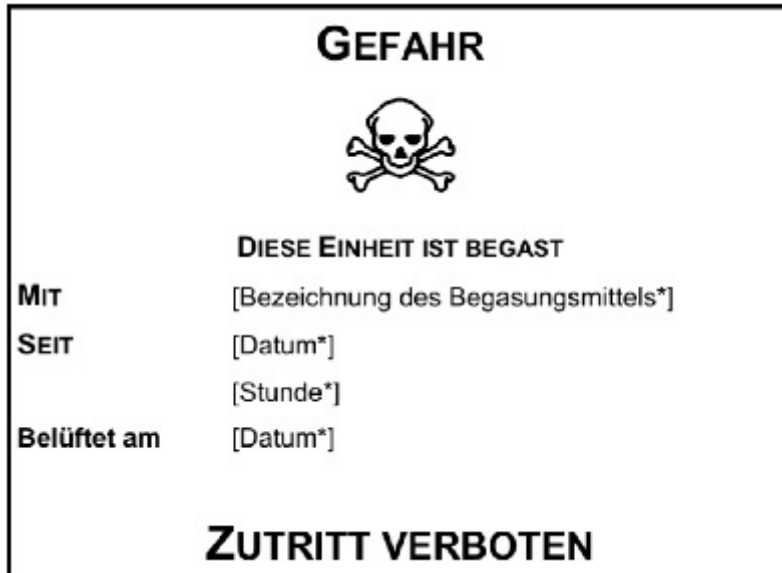 GEFAHR
DIESE EINHEIT IST BEGAST
MIT [Bezeichnung des Begasungsmittels*]
SEIT [Datum*]
[Stunde*]
Belüftet am [Datum*]
ZUTRITT VERBOTEN